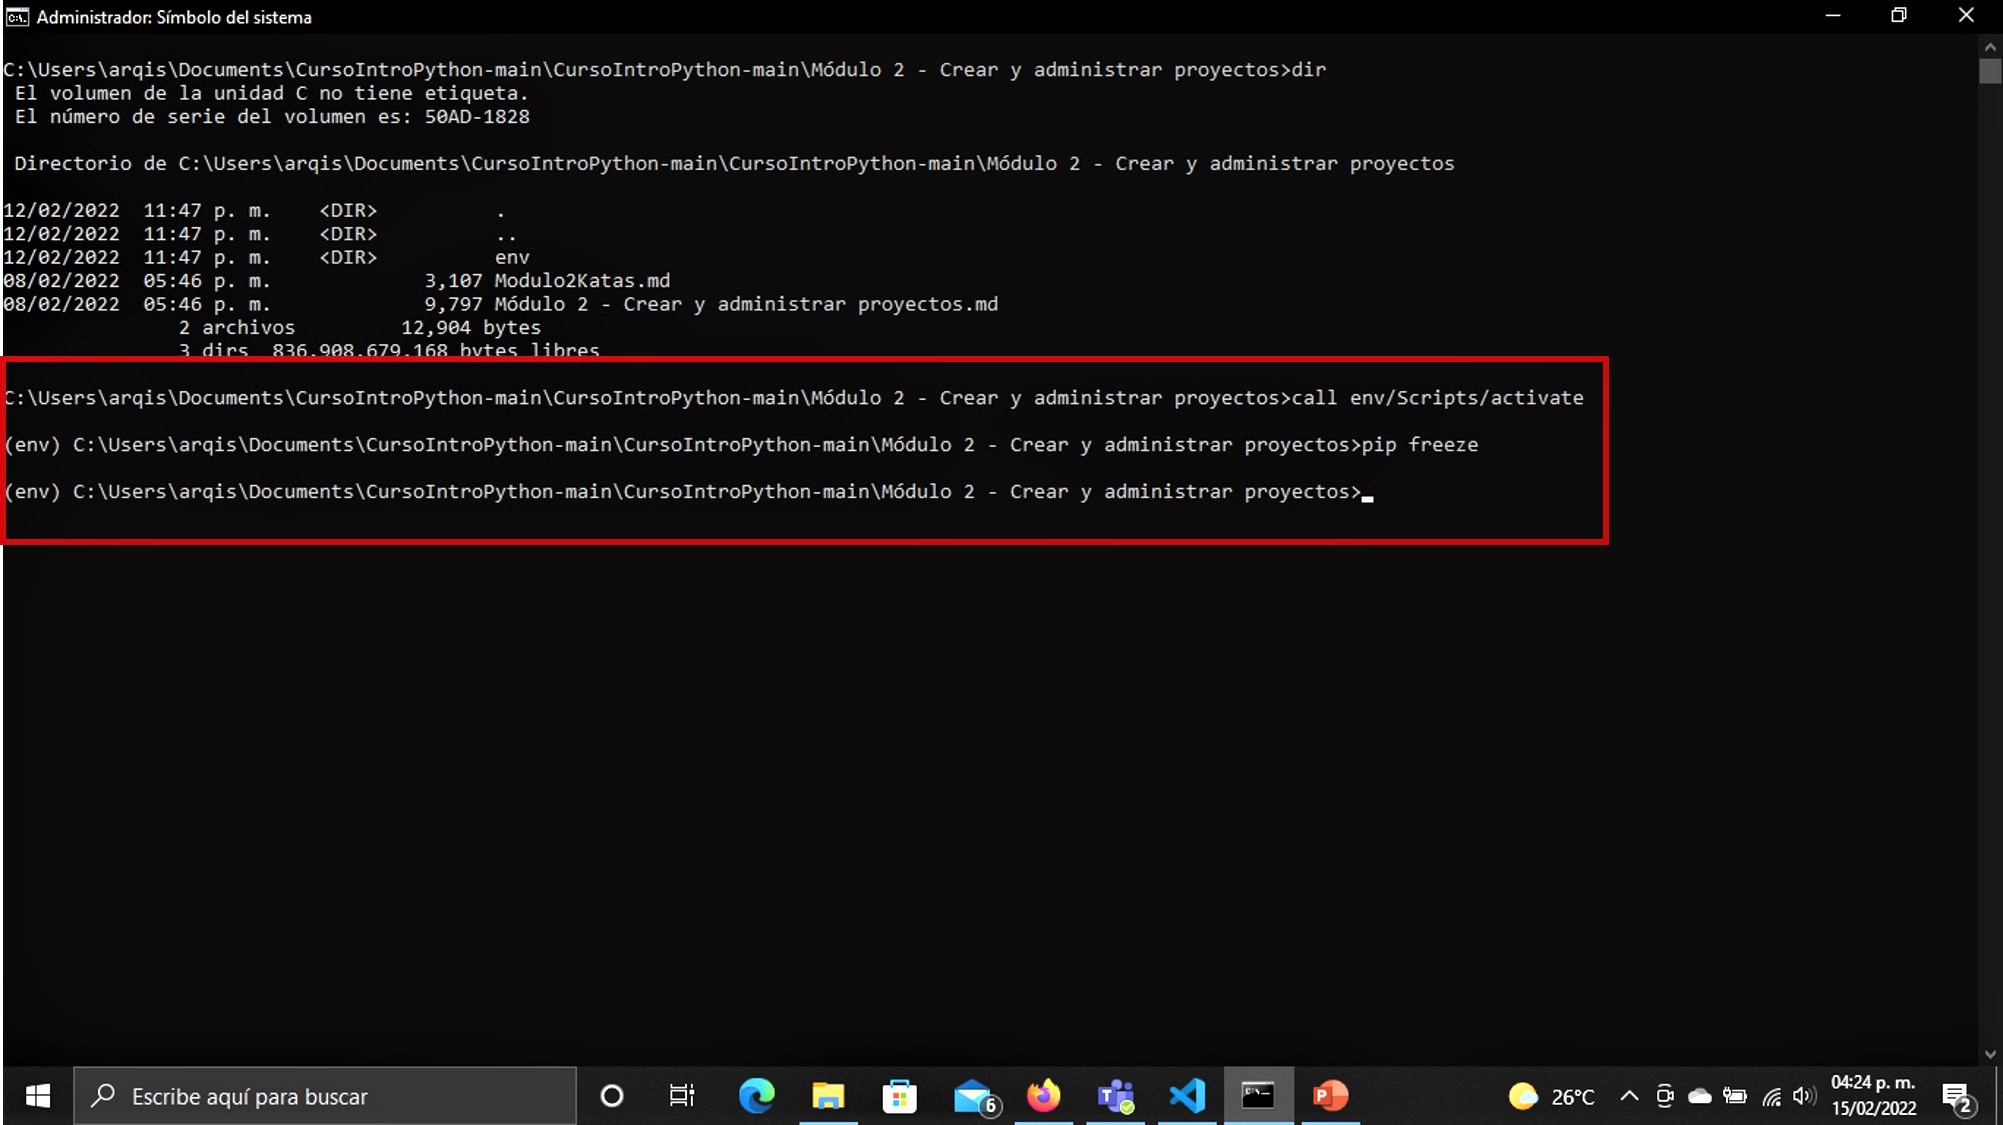 Administrador: Símbolo del sistema
C:\Users\arqis\Documents\CursoIntroPython-main\CursoIntroPython-main\Módulo 2 - Crear y administrar proyectos>dir
El volumen de la unidad C no tiene etiqueta.
El número de serie del volumen es: 50AD-1828
Directorio de C:\Users\arqis\Documents\CursoIntroPython-main\CursoIntroPython-main\Módulo 2 - Crear y administrar proyectos
12/02/2022  11:47 p. m.    <DIR>          .
12/02/2022  11:47 p. m.    <DIR>          ..
12/02/2022  11:47 p. m.    <DIR>          env
08/02/2022  05:46 p. m.             3,107 Modulo2Katas.md
08/02/2022  05:46 p. m.             9,797 Módulo 2 - Crear y administrar proyectos.md
2 archivos         12,904 bytes
3 dirs  836,908,679,168 bytes libres
C:\Users\arqis\Documents\CursoIntroPython-main\CursoIntroPython-main\Módulo 2 - Crear y administrar proyectos>call env/Scripts/activate
(env) C:\Users\arqis\Documents\CursoIntroPython-main\CursoIntroPython-main\Módulo 2 - Crear y administrar proyectos>pip freeze
(env) C:\Users\arqis\Documents\CursoIntroPython-main\CursoIntroPython-main\Módulo 2 - Crear y administrar proyectos>
Escribe aquí para buscar
6
26°C
04:24 p. m.
15/02/2022
2